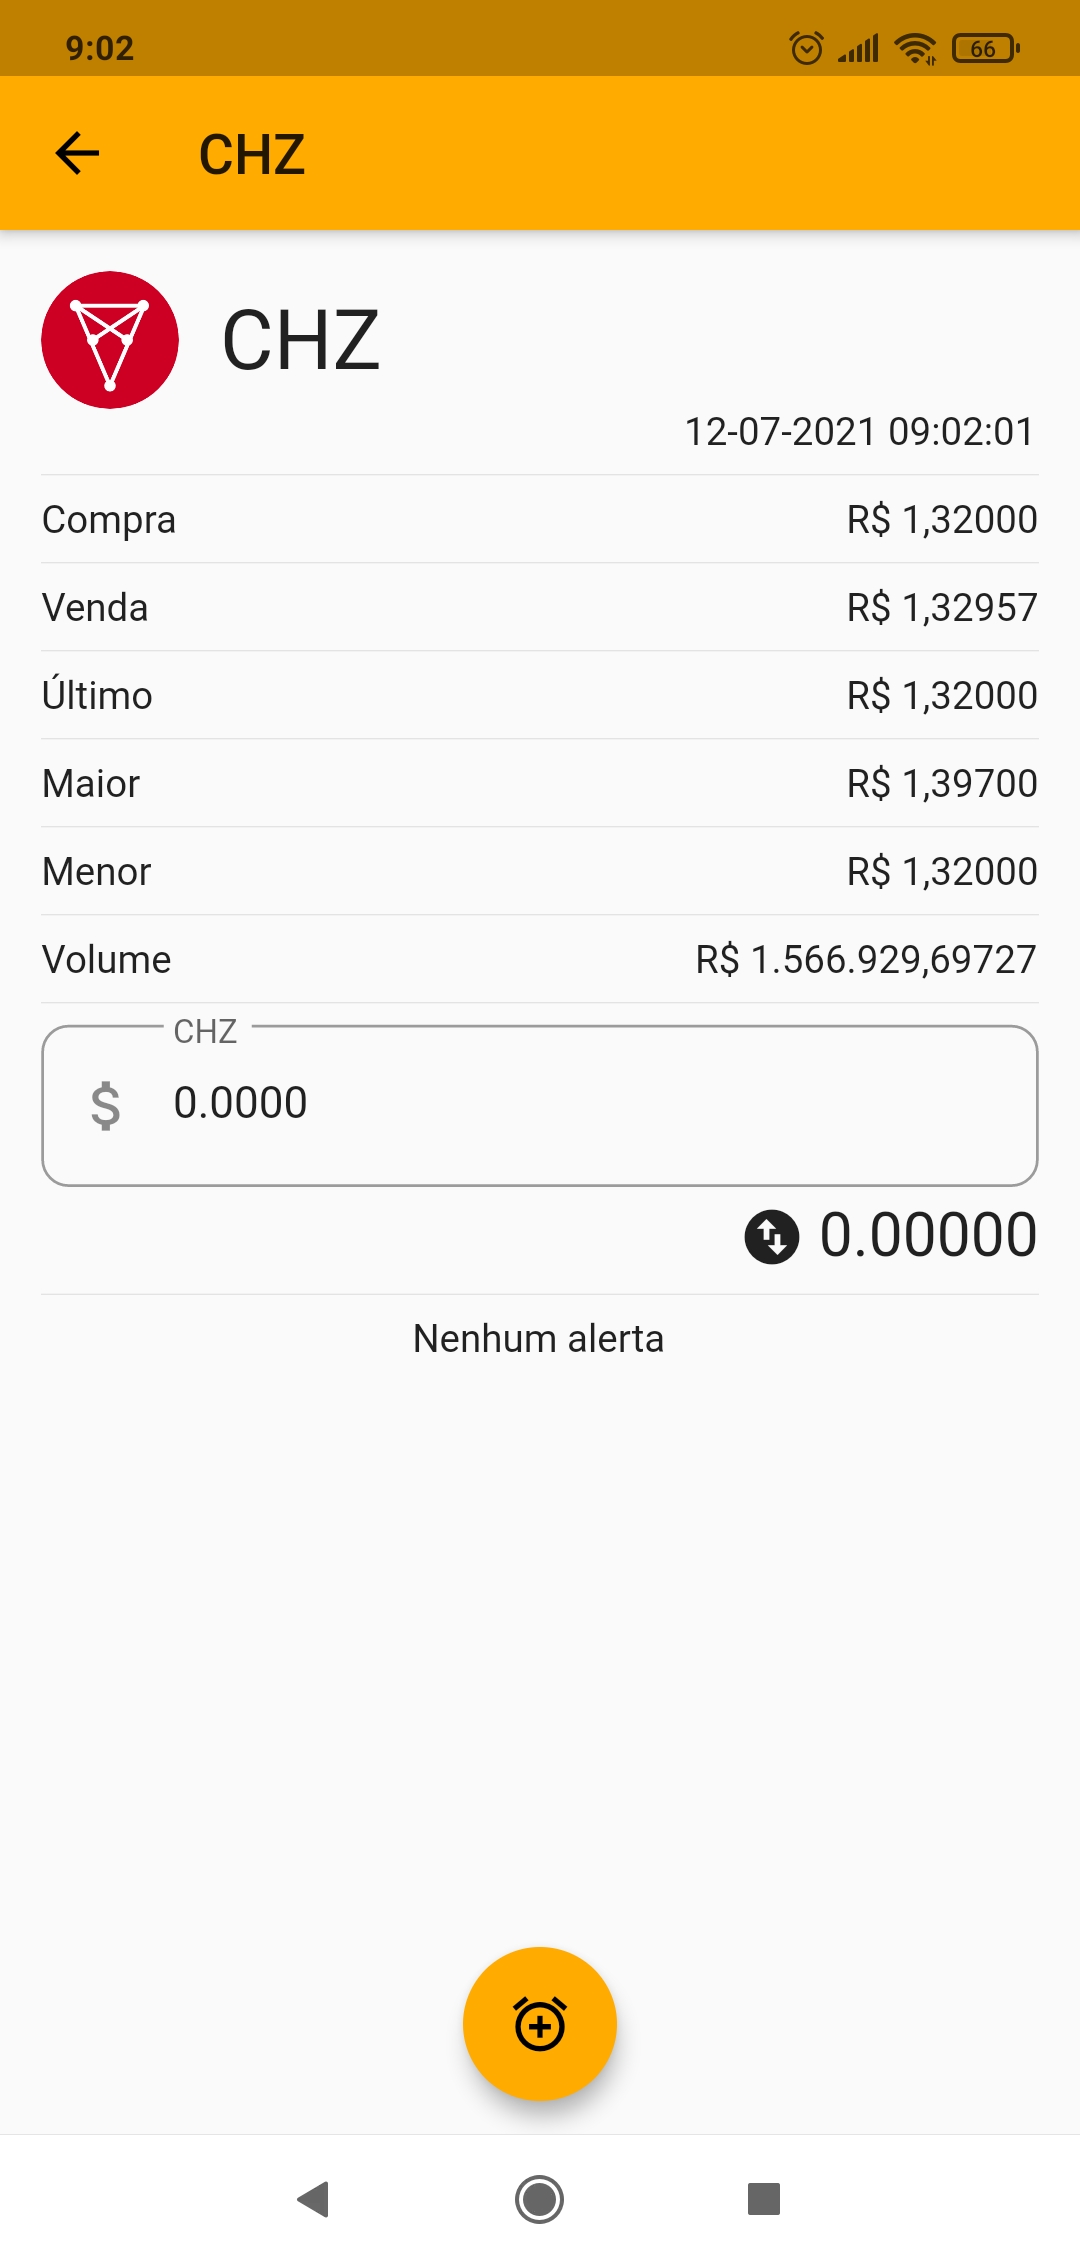 9:02
66
CHZ
CHZ
12-07-2021 09:02:01
Compra R$ 1,32000
Venda R$ 1,32957
Último R$ 1,32000
Maior R$ 1,39700
Menor R$ 1,32000
Volume R$ 1.566.929,69727
CHZ
$ 0.0000
0.00000
Nenhum alerta